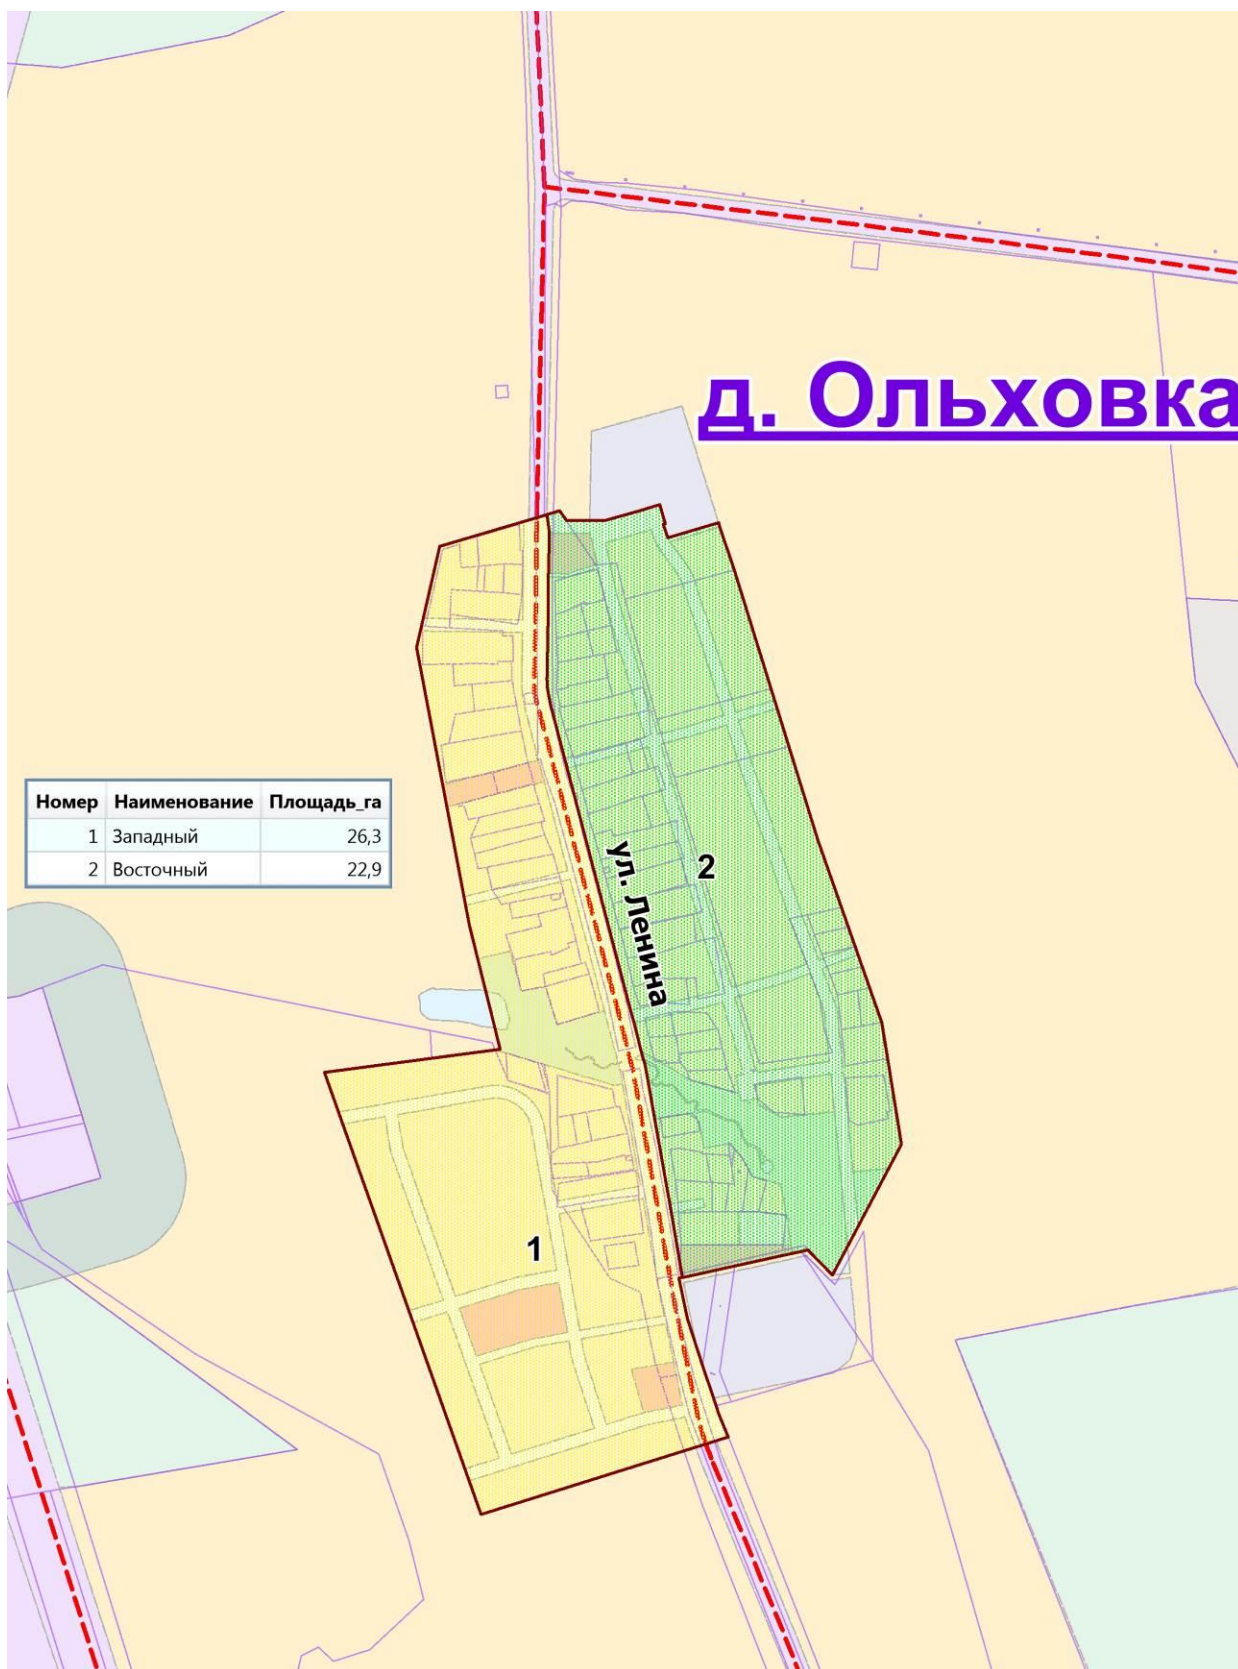 д. Ольховка
Номер Наименование Площадь_га
1 Западный 26,3
2 Восточный 22,9
ул. Ленина
2
1